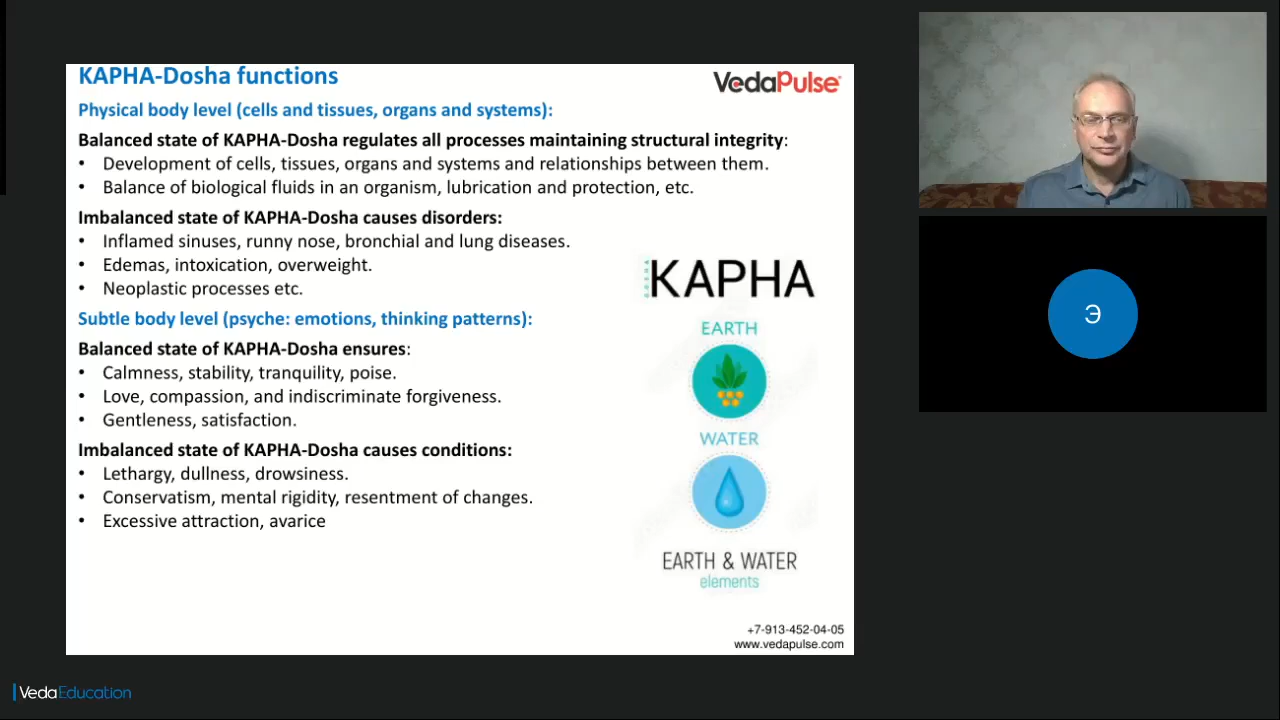 KAPHA-Dosha functions
VedaPulse
Physical body level (cells and tissues, organs and systems):
Balanced state of KAPHA-Dosha regulates all processes maintaining structural integrity:
• Development of cells, tissues, organs and systems and relationships between them.
• Balance of biological fluids in an organism, lubrication and protection, etc.
Imbalanced state of KAPHA-Dosha causes disorders:
• Inflamed sinuses, runny nose, bronchial and lung diseases.
• Edemas, intoxication, overweight.
• Neoplastic processes etc.
Subtle body level (psyche: emotions, thinking patterns):
Balanced state of KAPHA-Dosha ensures:
• Calmness, stability, tranquility, poise.
• Love, compassion, and indiscriminate forgiveness.
• Gentleness, satisfaction.
Imbalanced state of KAPHA-Dosha causes conditions:
• Lethargy, dullness, drowsiness.
• Conservatism, mental rigidity, resentment of changes.
• Excessive attraction, avarice
KAPHA
EARTH
WATER
EARTH & WATER
elements
+7-913-452-04-05
www.vedapulse.com
Э
VedaEducation